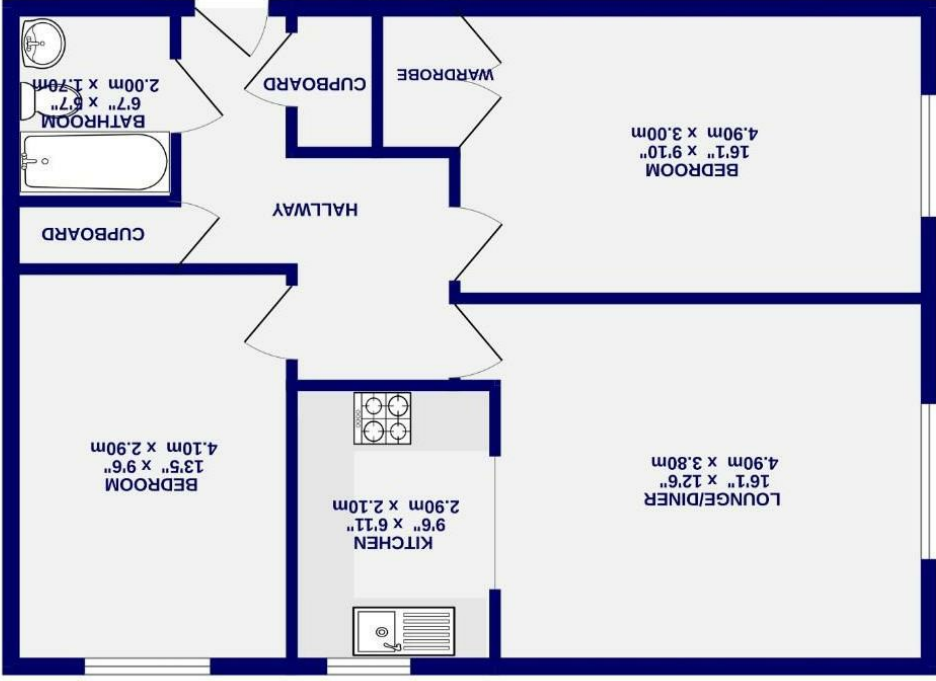 LOUNGE/DINER
16'1" x 12'6"
4.90m x 3.80m
KITCHEN
9'6" x 6'11"
2.90m x 2.10m
BEDROOM
13'5" x 9'6"
4.10m x 2.90m
BEDROOM
16'1" x 9'10"
4.90m x 3.00m
HALLWAY
CUPBOARD
WARDROBE
CUPBOARD
BATHROOM
6'7" x 5'7"
2.00m x 1.70m